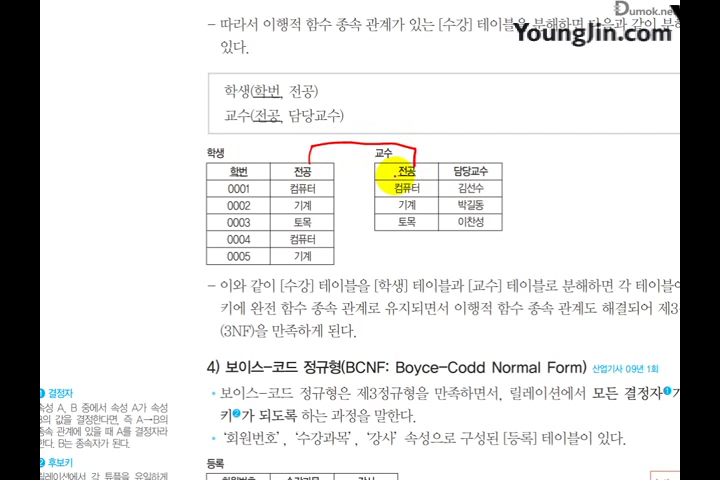 Dumok.ne
YoungJin.com
- 따라서 이행적 함수 종속 관계가 있는 [수강] 테이블을 분해하면 다음과 같이 분
있다.
학생(학번, 전공)
교수(전공, 담당교수)
학생
학번 전공
0001 컴퓨터
0002 기계
0003 토목
0004 컴퓨터
0005 기계
교수
전공 담당교수
컴퓨터 김선수
기계 박길동
토목 이찬성
- 이와 같이 [수강] 테이블을 [학생] 테이블과 [교수] 테이블로 분해하면 각 테이블
키에 완전 함수 종속 관계로 유지되면서 이행적 함수 종속 관계도 해결되어 제3
(3NF)을 만족하게 된다.
4) 보이스-코드 정규형(BCNF: Boyce-Codd Normal Form) 산업기사 09년 1회
• 보이스-코드 정규형은 제3정규형을 만족하면서, 릴레이션에서 모든 결정자❶
키❷가 되도록 하는 과정을 말한다.
• '회원번호', '수강과목', '강사' 속성으로 구성된 [등록] 테이블이 있다.
등록
회원번호 수강과목 강사
❶ 결정자
속성 A, B 중에서 속성 A가 속성
B의 값을 결정한다면, 즉 A→B의
종속 관계에 있을 때 A를 결정자라
한다. B는 종속자가 된다.
❷ 후보키
릴레이션에서 각 튜플을 유일하게